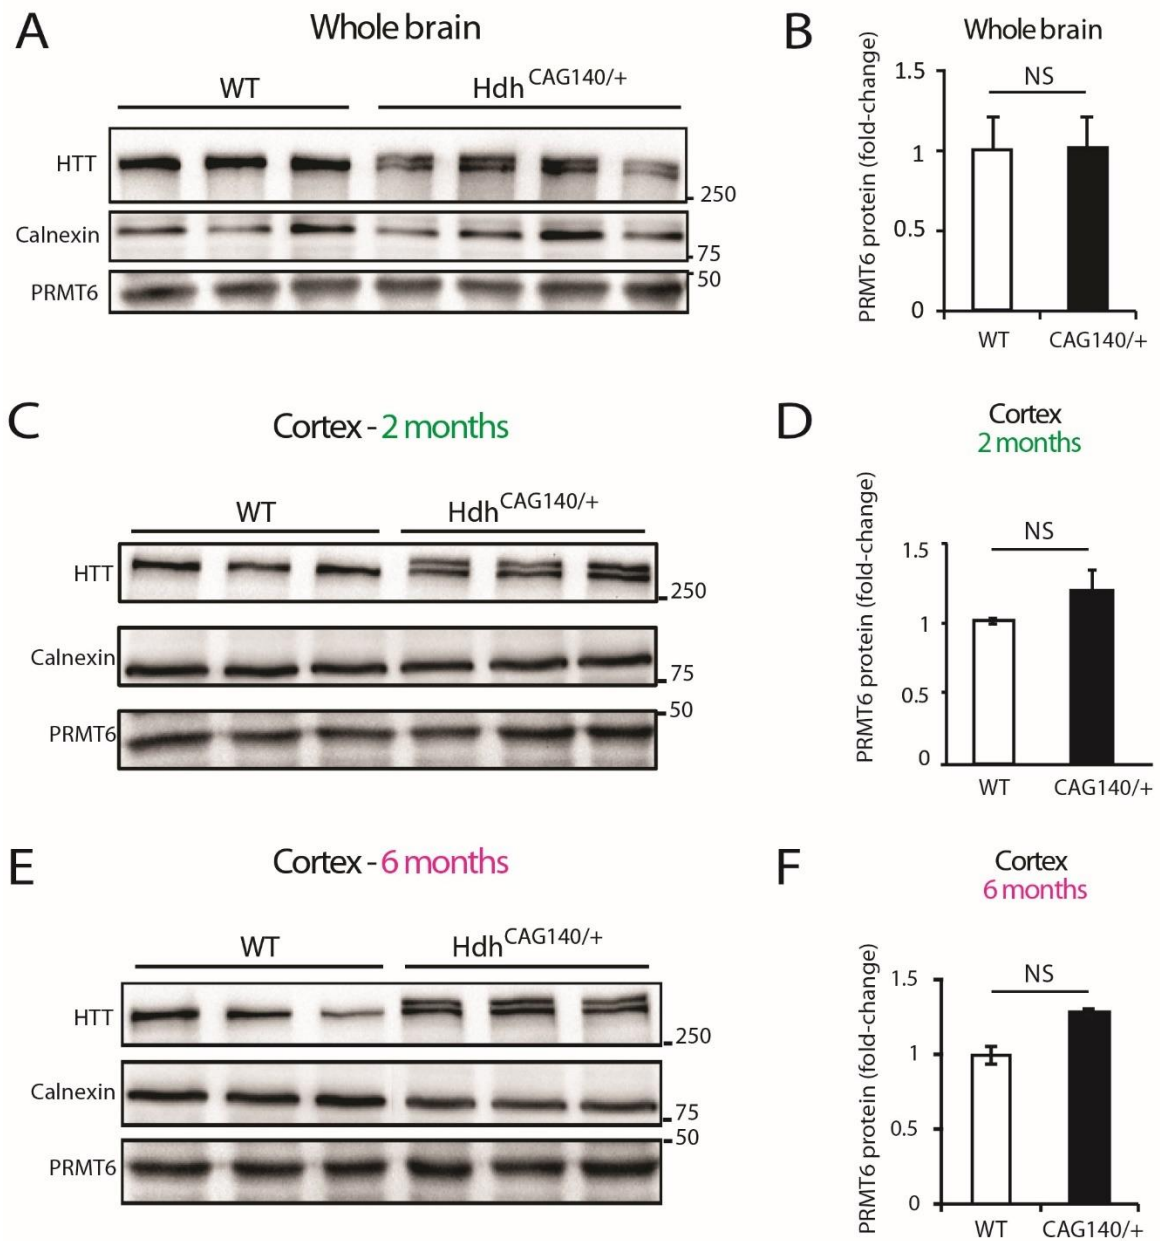 A
Whole brain
WT
Hdh CAG140/+
HTT
250
Calnexin
75
50
PRMT6
B
Whole brain
PRMT6 protein (fold-change)
1.5
NS
1
0.5
0
WT
CAG140/+
C
Cortex - 2 months
WT
Hdh CAG140/+
HTT
250
Calnexin
75
50
PRMT6
D
Cortex
2 months
PRMT6 protein (fold-change)
1.5
NS
1
0.5
0
WT
CAG140/+
E
Cortex - 6 months
WT
Hdh CAG140/+
HTT
250
Calnexin
75
50
PRMT6
F
Cortex
6 months
PRMT6 protein (fold-change)
1.5
NS
1
0.5
0
WT
CAG140/+